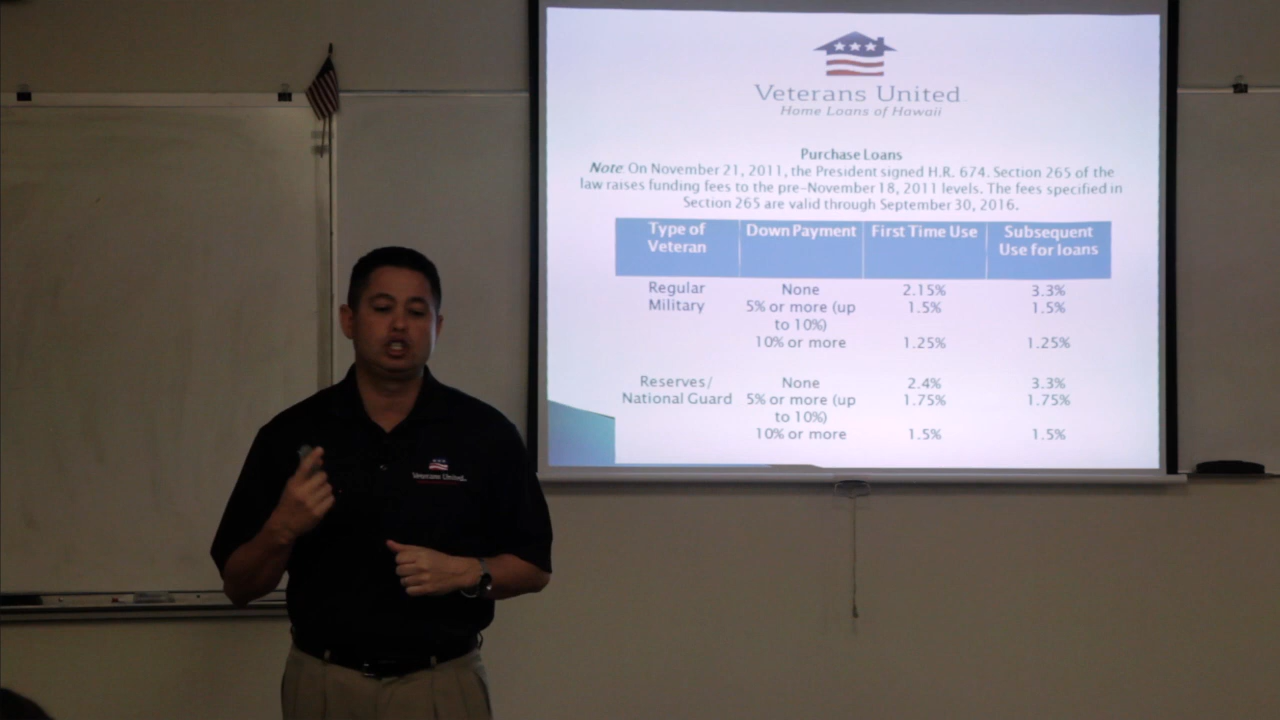 Veterans United
Home Loans of Hawaii
Purchase Loans
Note: On November 21, 2011, the President signed H.R. 674. Section 265 of the
law raises funding fees to the pre-November 18, 2011 levels. The fees specified in
Section 265 are valid through September 30, 2016.
Type of Veteran Down Payment First Time Use Subsequent Use for loans
Regular Military None 2.15% 3.3%
5% or more (up to 10%) 1.5% 1.5%
10% or more 1.25% 1.25%
Reserves/ National Guard None 2.4% 3.3%
5% or more (up to 10%) 1.75% 1.75%
10% or more 1.5% 1.5%
Veterans United